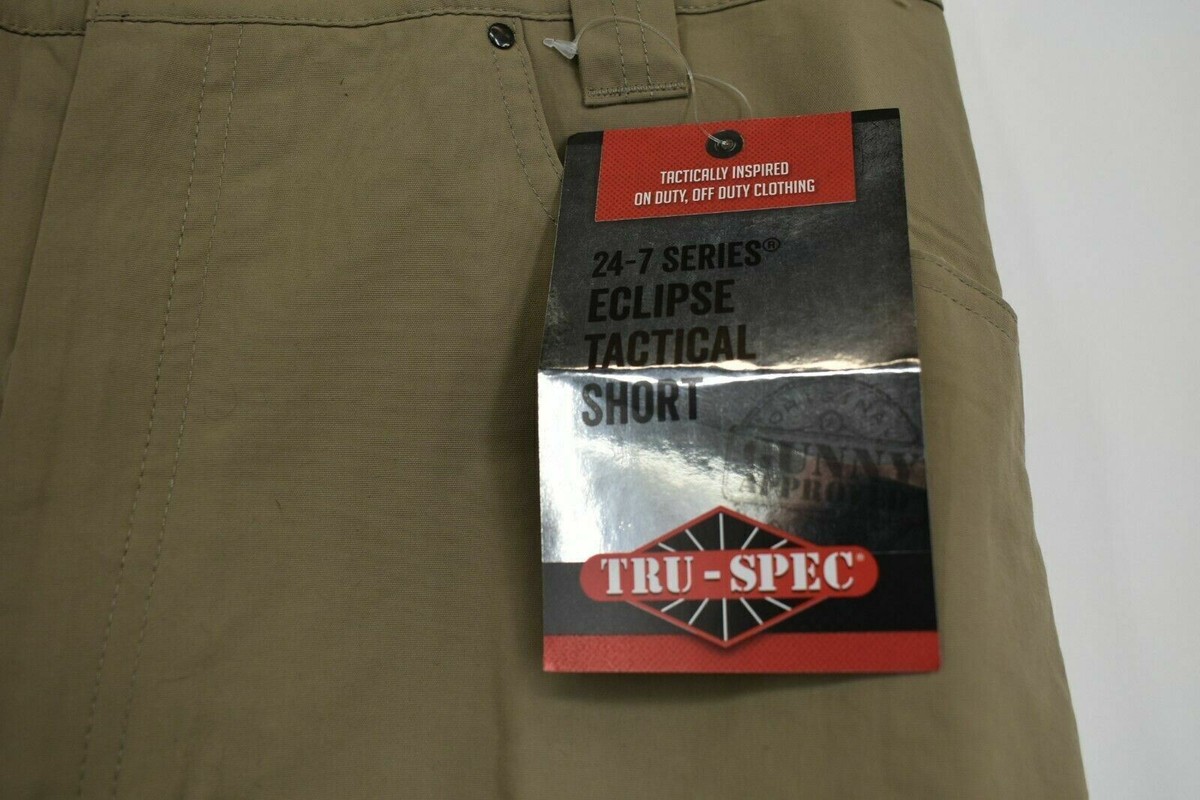 TACTICALLY INSPIRED
ON DUTY, OFF DUTY CLOTHING
24-7 SERIES®
ECLIPSE
TACTICAL
SHORT
GUNNY
APPROVED
TRU-SPEC®